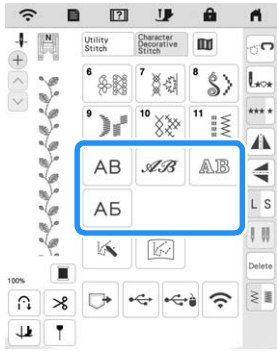 N
Utility Stitch
Character Decorative Stitch
6 7 8
9 10 11
AB AB AB
L S
АБ
Delete
100%